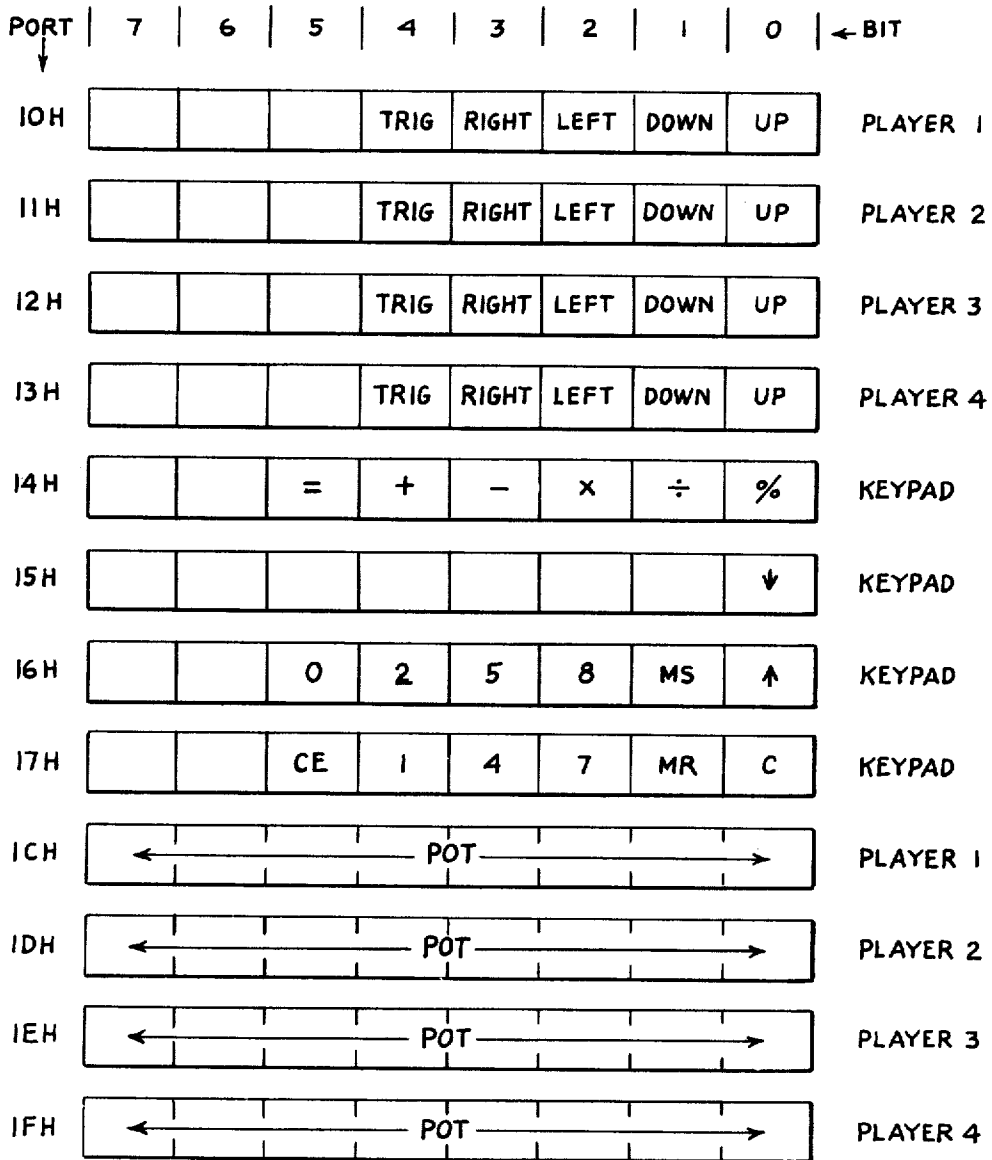 PORT 7 6 5 4 3 2 1 0 ← BIT
↓
10H TRIG RIGHT LEFT DOWN UP PLAYER 1
11H TRIG RIGHT LEFT DOWN UP PLAYER 2
12H TRIG RIGHT LEFT DOWN UP PLAYER 3
13H TRIG RIGHT LEFT DOWN UP PLAYER 4
14H = + − × ÷ % KEYPAD
15H ↓ KEYPAD
16H 0 2 5 8 MS ↑ KEYPAD
17H CE 1 4 7 MR C KEYPAD
1CH POT PLAYER 1
1DH POT PLAYER 2
1EH POT PLAYER 3
1FH POT PLAYER 4